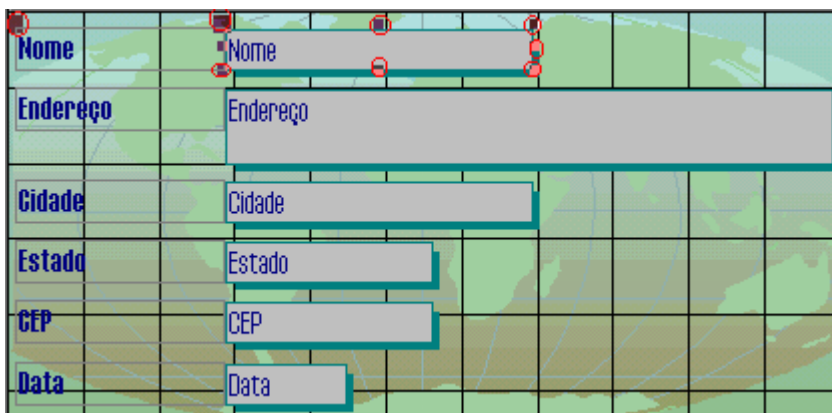 Nome Nome
Endereço Endereço
Cidade Cidade
Estado Estado
CEP CEP
Data Data